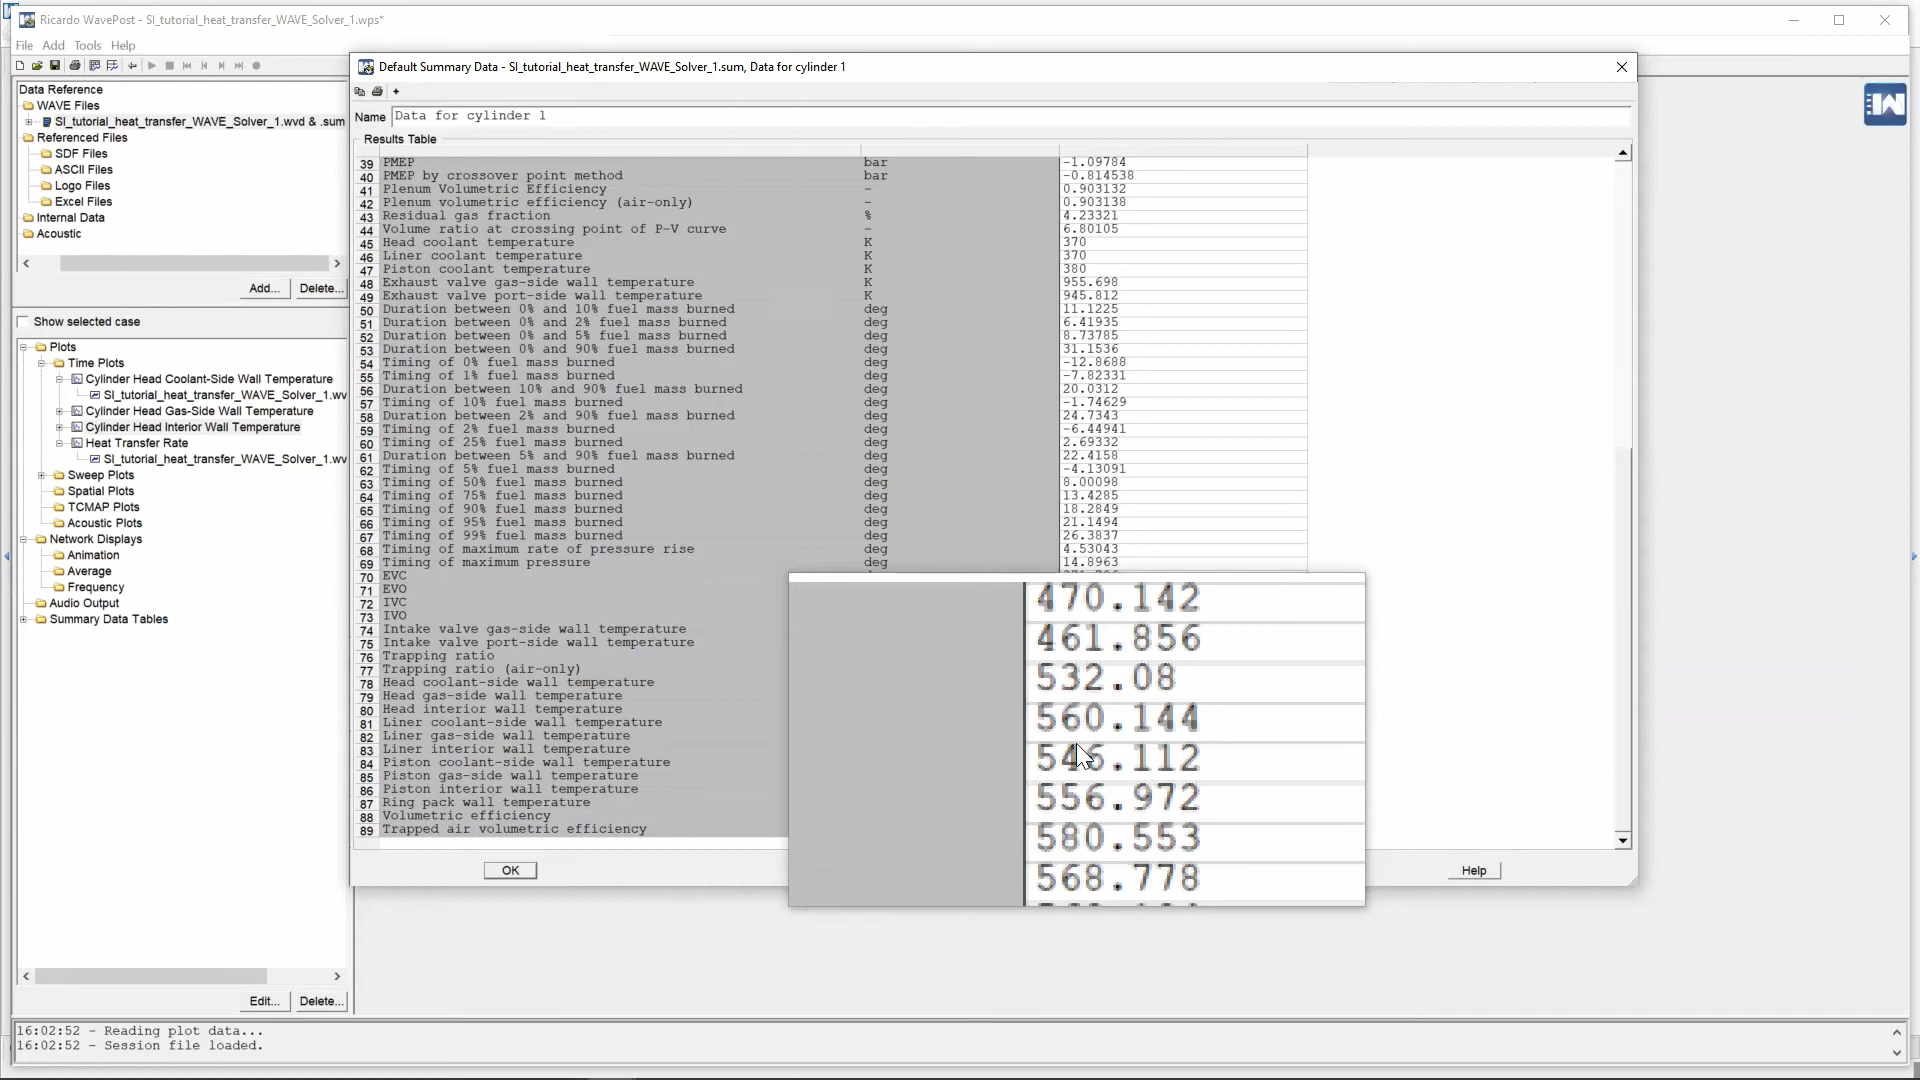 Ricardo WavePost - SI_tutorial_heat_transfer_WAVE_Solver_1.wps*
File Add Tools Help
Data Reference
WAVE Files
SI_tutorial_heat_transfer_WAVE_Solver_1.wvd & .sum
Referenced Files
SDF Files
ASCII Files
Logo Files
Excel Files
Internal Data
Acoustic
Add... Delete...
Show selected case
Plots
Time Plots
Cylinder Head Coolant-Side Wall Temperature
SI_tutorial_heat_transfer_WAVE_Solver_1.wv
Cylinder Head Gas-Side Wall Temperature
Cylinder Head Interior Wall Temperature
Heat Transfer Rate
SI_tutorial_heat_transfer_WAVE_Solver_1.wv
Sweep Plots
Spatial Plots
TCMAP Plots
Acoustic Plots
Network Displays
Animation
Average
Frequency
Audio Output
Summary Data Tables
Edit... Delete...
Default Summary Data - SI_tutorial_heat_transfer_WAVE_Solver_1.sum, Data for cylinder 1
Name Data for cylinder 1
Results Table
39 PMEP bar -1.09784
40 PMEP by crossover point method bar -0.814538
41 Plenum Volumetric Efficiency - 0.903132
42 Plenum volumetric efficiency (air-only) - 0.903138
43 Residual gas fraction % 4.23321
44 Volume ratio at crossing point of P-V curve - 6.80105
45 Head coolant temperature K 370
46 Liner coolant temperature K 370
47 Piston coolant temperature K 380
48 Exhaust valve gas-side wall temperature K 955.698
49 Exhaust valve port-side wall temperature K 945.812
50 Duration between 0% and 10% fuel mass burned deg 11.1225
51 Duration between 0% and 2% fuel mass burned deg 6.41935
52 Duration between 0% and 5% fuel mass burned deg 8.73785
53 Duration between 0% and 90% fuel mass burned deg 31.1536
54 Timing of 0% fuel mass burned deg -12.8688
55 Timing of 1% fuel mass burned deg -7.82331
56 Duration between 10% and 90% fuel mass burned deg 20.0312
57 Timing of 10% fuel mass burned deg -1.74629
58 Duration between 2% and 90% fuel mass burned deg 24.7343
59 Timing of 2% fuel mass burned deg -6.44941
60 Timing of 25% fuel mass burned deg 2.69332
61 Duration between 5% and 90% fuel mass burned deg 22.4158
62 Timing of 5% fuel mass burned deg -4.13091
63 Timing of 50% fuel mass burned deg 8.00098
64 Timing of 75% fuel mass burned deg 13.4285
65 Timing of 90% fuel mass burned deg 18.2849
66 Timing of 95% fuel mass burned deg 21.1494
67 Timing of 99% fuel mass burned deg 26.3837
68 Timing of maximum rate of pressure rise deg 4.53043
69 Timing of maximum pressure deg 14.8963
70 EVC
71 EVO
72 IVC
73 IVO
74 Intake valve gas-side wall temperature
75 Intake valve port-side wall temperature
76 Trapping ratio
77 Trapping ratio (air-only)
78 Head coolant-side wall temperature
79 Head gas-side wall temperature
80 Head interior wall temperature
81 Liner coolant-side wall temperature
82 Liner gas-side wall temperature
83 Liner interior wall temperature
84 Piston coolant-side wall temperature
85 Piston gas-side wall temperature
86 Piston interior wall temperature
87 Ring pack wall temperature
88 Volumetric efficiency
89 Trapped air volumetric efficiency
470.142
461.856
532.08
560.144
546.112
556.972
580.553
568.778
OK
Help
16:02:52 - Reading plot data...
16:02:52 - Session file loaded.